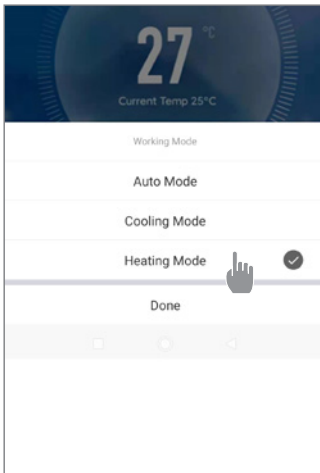 27 °C
Current Temp 25°C
Working Mode
Auto Mode
Cooling Mode
Heating Mode
Done